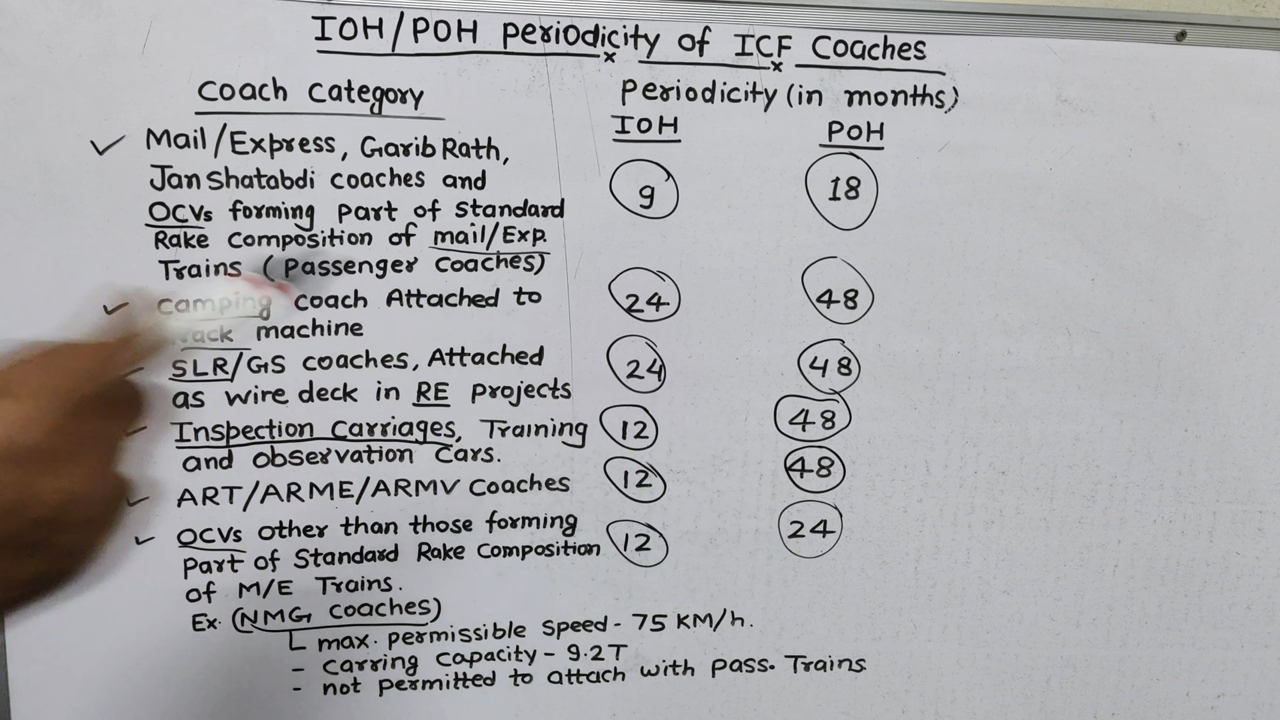 IOH/POH periodicity of ICF Coaches
Coach Category Periodicity (in months)
IOH POH
Mail/Express, Garib Rath,
Jan Shatabdi coaches and 9 18
OCVs forming part of Standard
Rake Composition of mail/Exp.
Trains (Passenger Coaches)
Camping coach Attached to 24 48
machine
SLR/GS coaches, Attached 24 48
as wire deck in RE projects
Inspection Carriages, Training 12 48
and observation Cars.
ART/ARME/ARMV Coaches 12 48
OCVs other than those forming 12 24
Part of Standard Rake Composition
of M/E Trains.
Ex. (NMG coaches)
max. permissible speed - 75 KM/h.
- Carring Capacity - 9.2T
- not permitted to attach with pass. Trains